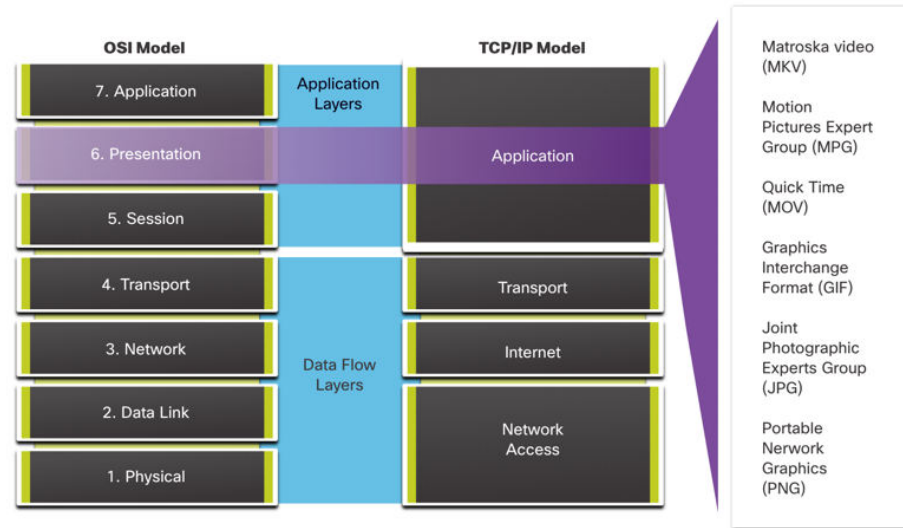 OSI Model
7. Application
6. Presentation
5. Session
4. Transport
3. Network
2. Data Link
1. Physical
Application
Layers
Data Flow
Layers
TCP/IP Model
Application
Transport
Internet
Network
Access
Matroska video
(MKV)
Motion
Pictures Expert
Group (MPG)
Quick Time
(MOV)
Graphics
Interchange
Format (GIF)
Joint
Photographic
Experts Group
(JPG)
Portable
Nerwork
Graphics
(PNG)